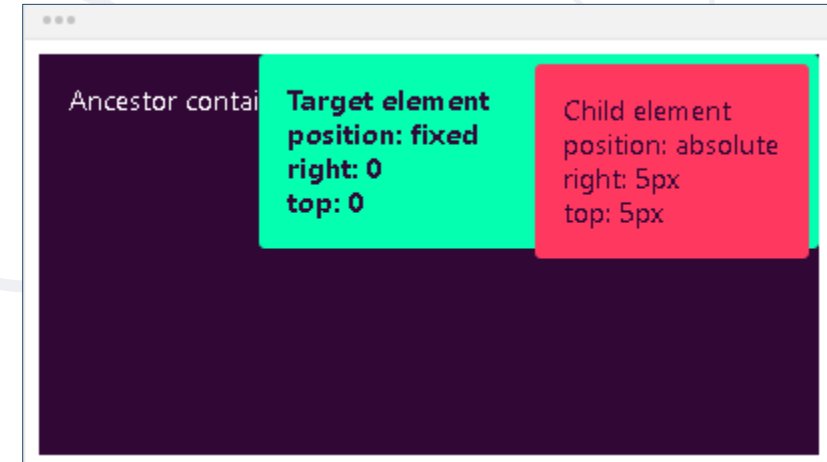 Ancestor contai
Target element
position: fixed
right: 0
top: 0
Child element
position: absolute
right: 5px
top: 5px